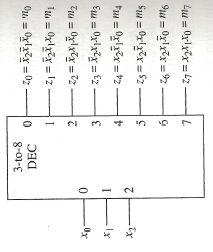 3-to-8
DEC
x₀ 0
x₁ 1
x₂ 2
0 z₀ = x̄₂x̄₁x̄₀ = m₀
1 z₁ = x̄₂x̄₁x₀ = m₁
2 z₂ = x̄₂x₁x̄₀ = m₂
3 z₃ = x̄₂x₁x₀ = m₃
4 z₄ = x₂x̄₁x̄₀ = m₄
5 z₅ = x₂x̄₁x₀ = m₅
6 z₆ = x₂x₁x̄₀ = m₆
7 z₇ = x₂x₁x₀ = m₇